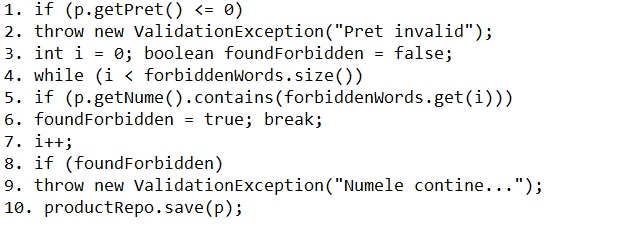 1. if (p.getPret() <= 0)
2. throw new ValidationException("Pret invalid");
3. int i = 0; boolean foundForbidden = false;
4. while (i < forbiddenWords.size())
5. if (p.getNume().contains(forbiddenWords.get(i)))
6. foundForbidden = true; break;
7. i++;
8. if (foundForbidden)
9. throw new ValidationException("Numele contine...");
10. productRepo.save(p);